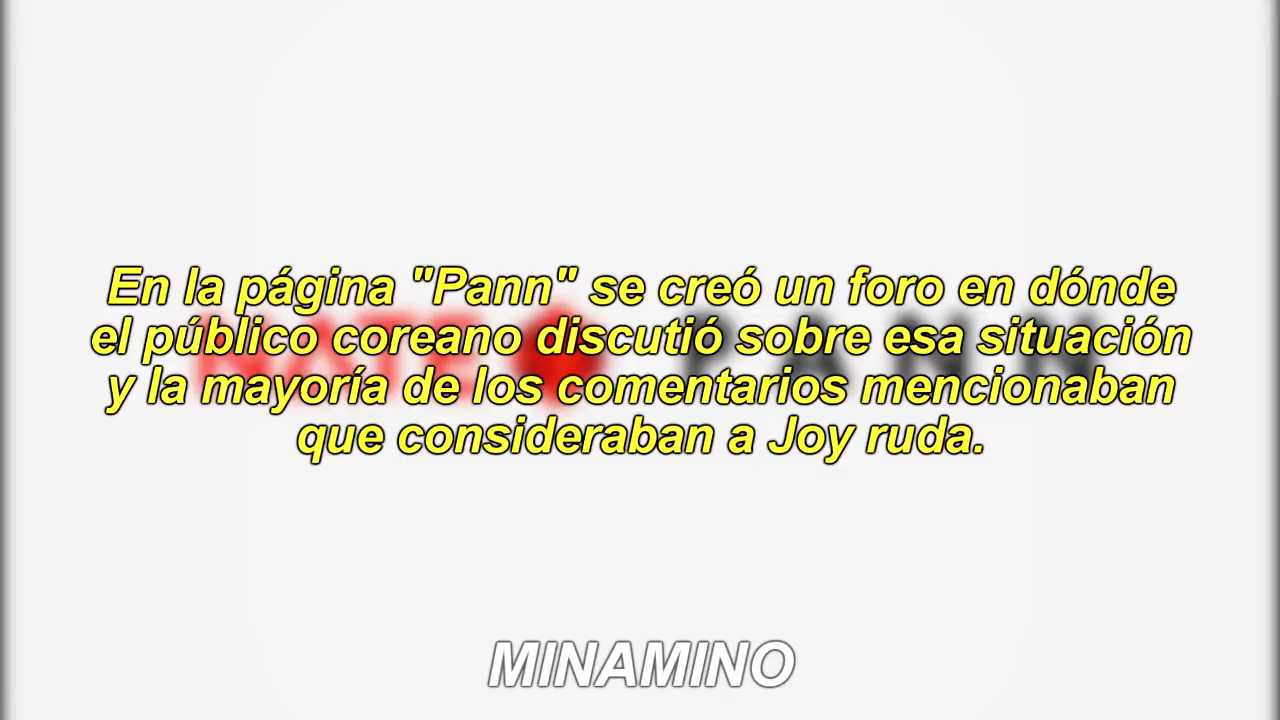 En la página "Pann" se creó un foro en dónde
el público coreano discutió sobre esa situación
y la mayoría de los comentarios mencionaban
que consideraban a Joy ruda.
MINAMINO